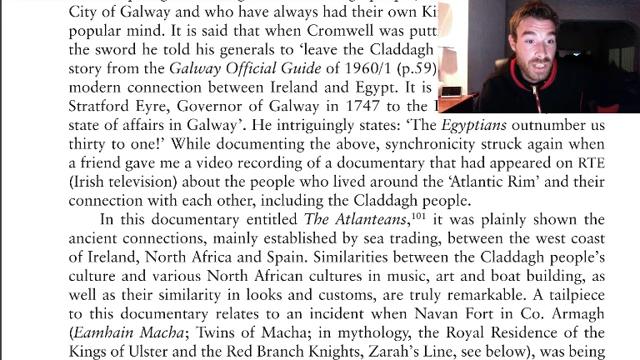 City of Galway and who have always had their own Ki
popular mind. It is said that when Cromwell was putt
the sword he told his generals to ‘leave the Claddagh
story from the Galway Official Guide of 1960/1 (p.59)
modern connection between Ireland and Egypt. It is
Stratford Eyre, Governor of Galway in 1747 to the
state of affairs in Galway’. He intriguingly states: ‘The Egyptians outnumber us
thirty to one!’ While documenting the above, synchronicity struck again when
a friend gave me a video recording of a documentary that had appeared on RTE
(Irish television) about the people who lived around the ‘Atlantic Rim’ and their
connection with each other, including the Claddagh people.
In this documentary entitled The Atlanteans,¹⁰¹ it was plainly shown the
ancient connections, mainly established by sea trading, between the west coast
of Ireland, North Africa and Spain. Similarities between the Claddagh people’s
culture and various North African cultures in music, art and boat building, as
well as their similarity in looks and customs, are truly remarkable. A tailpiece
to this documentary relates to an incident when Navan Fort in Co. Armagh
(Eamhain Macha; Twins of Macha; in mythology, the Royal Residence of the
Kings of Ulster and the Red Branch Knights, Zarah’s Line, see below), was being